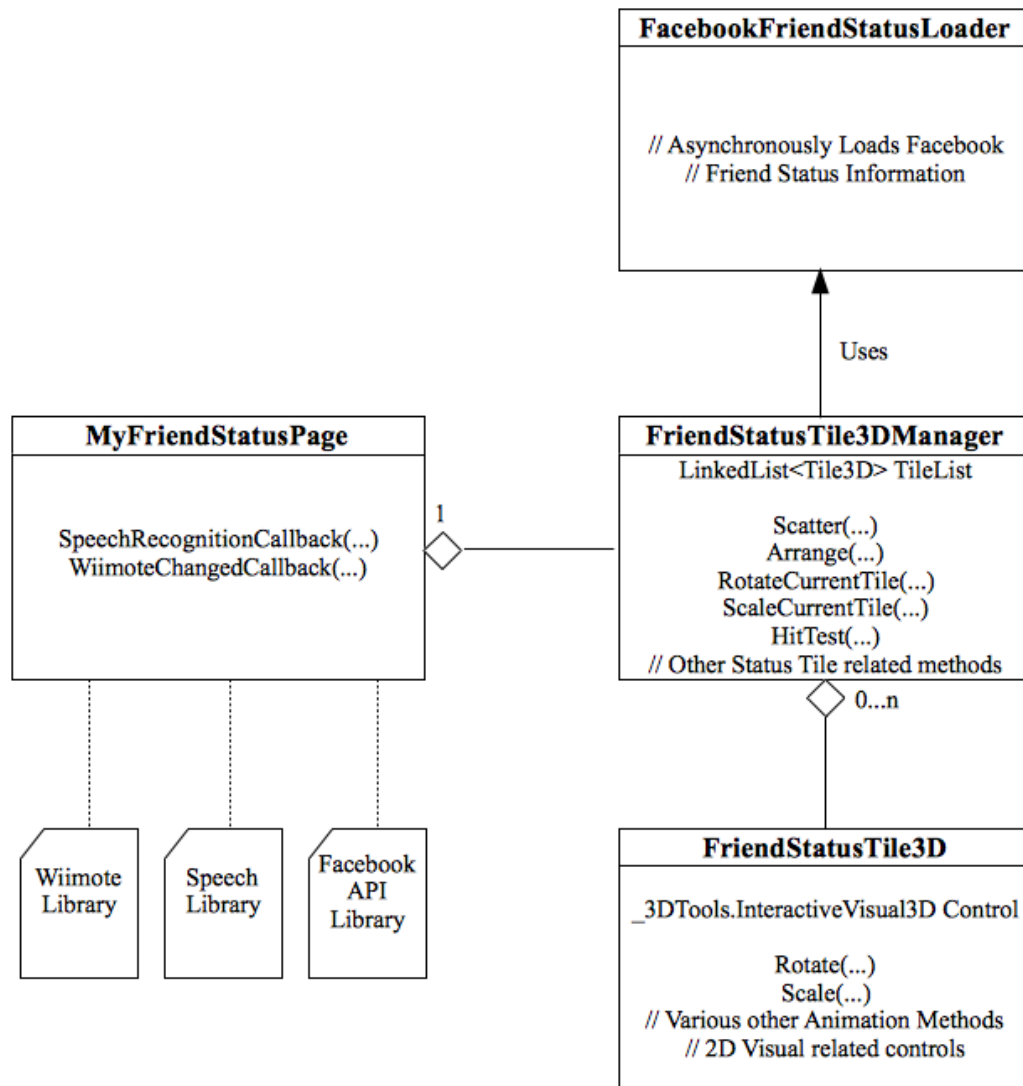 FacebookFriendStatusLoader
// Asynchronously Loads Facebook
// Friend Status Information
Uses
MyFriendStatusPage
SpeechRecognitionCallback(...)
WiimoteChangedCallback(...)
1
FriendStatusTile3DManager
LinkedList<Tile3D> TileList
Scatter(...)
Arrange(...)
RotateCurrentTile(...)
ScaleCurrentTile(...)
HitTest(...)
// Other Status Tile related methods
0...n
Wiimote
Library
Speech
Library
Facebook
API
Library
FriendStatusTile3D
_3DTools.InteractiveVisual3D Control
Rotate(...)
Scale(...)
// Various other Animation Methods
// 2D Visual related controls